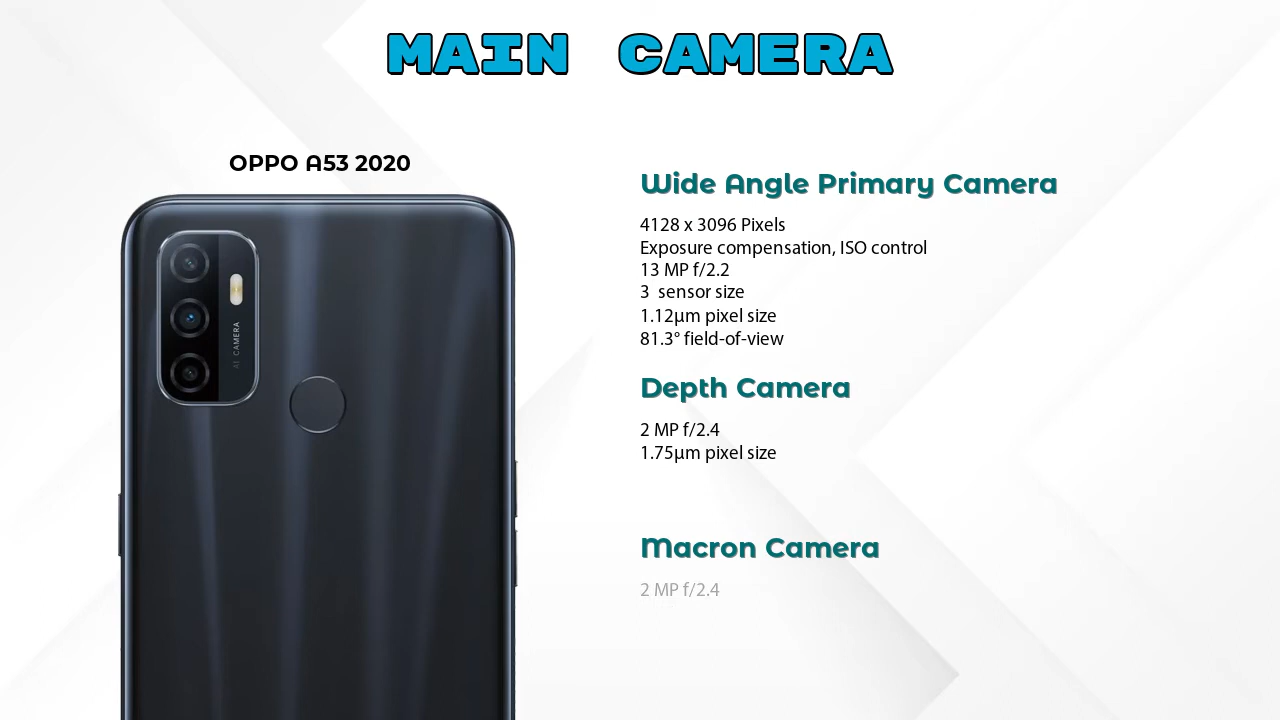 MAIN CAMERA
OPPO A53 2020
Wide Angle Primary Camera
4128 x 3096 Pixels
Exposure compensation, ISO control
13 MP f/2.2
3  sensor size
1.12µm pixel size
81.3° field-of-view
Depth Camera
2 MP f/2.4
1.75µm pixel size
Macron Camera
2 MP f/2.4
AI CAMERA